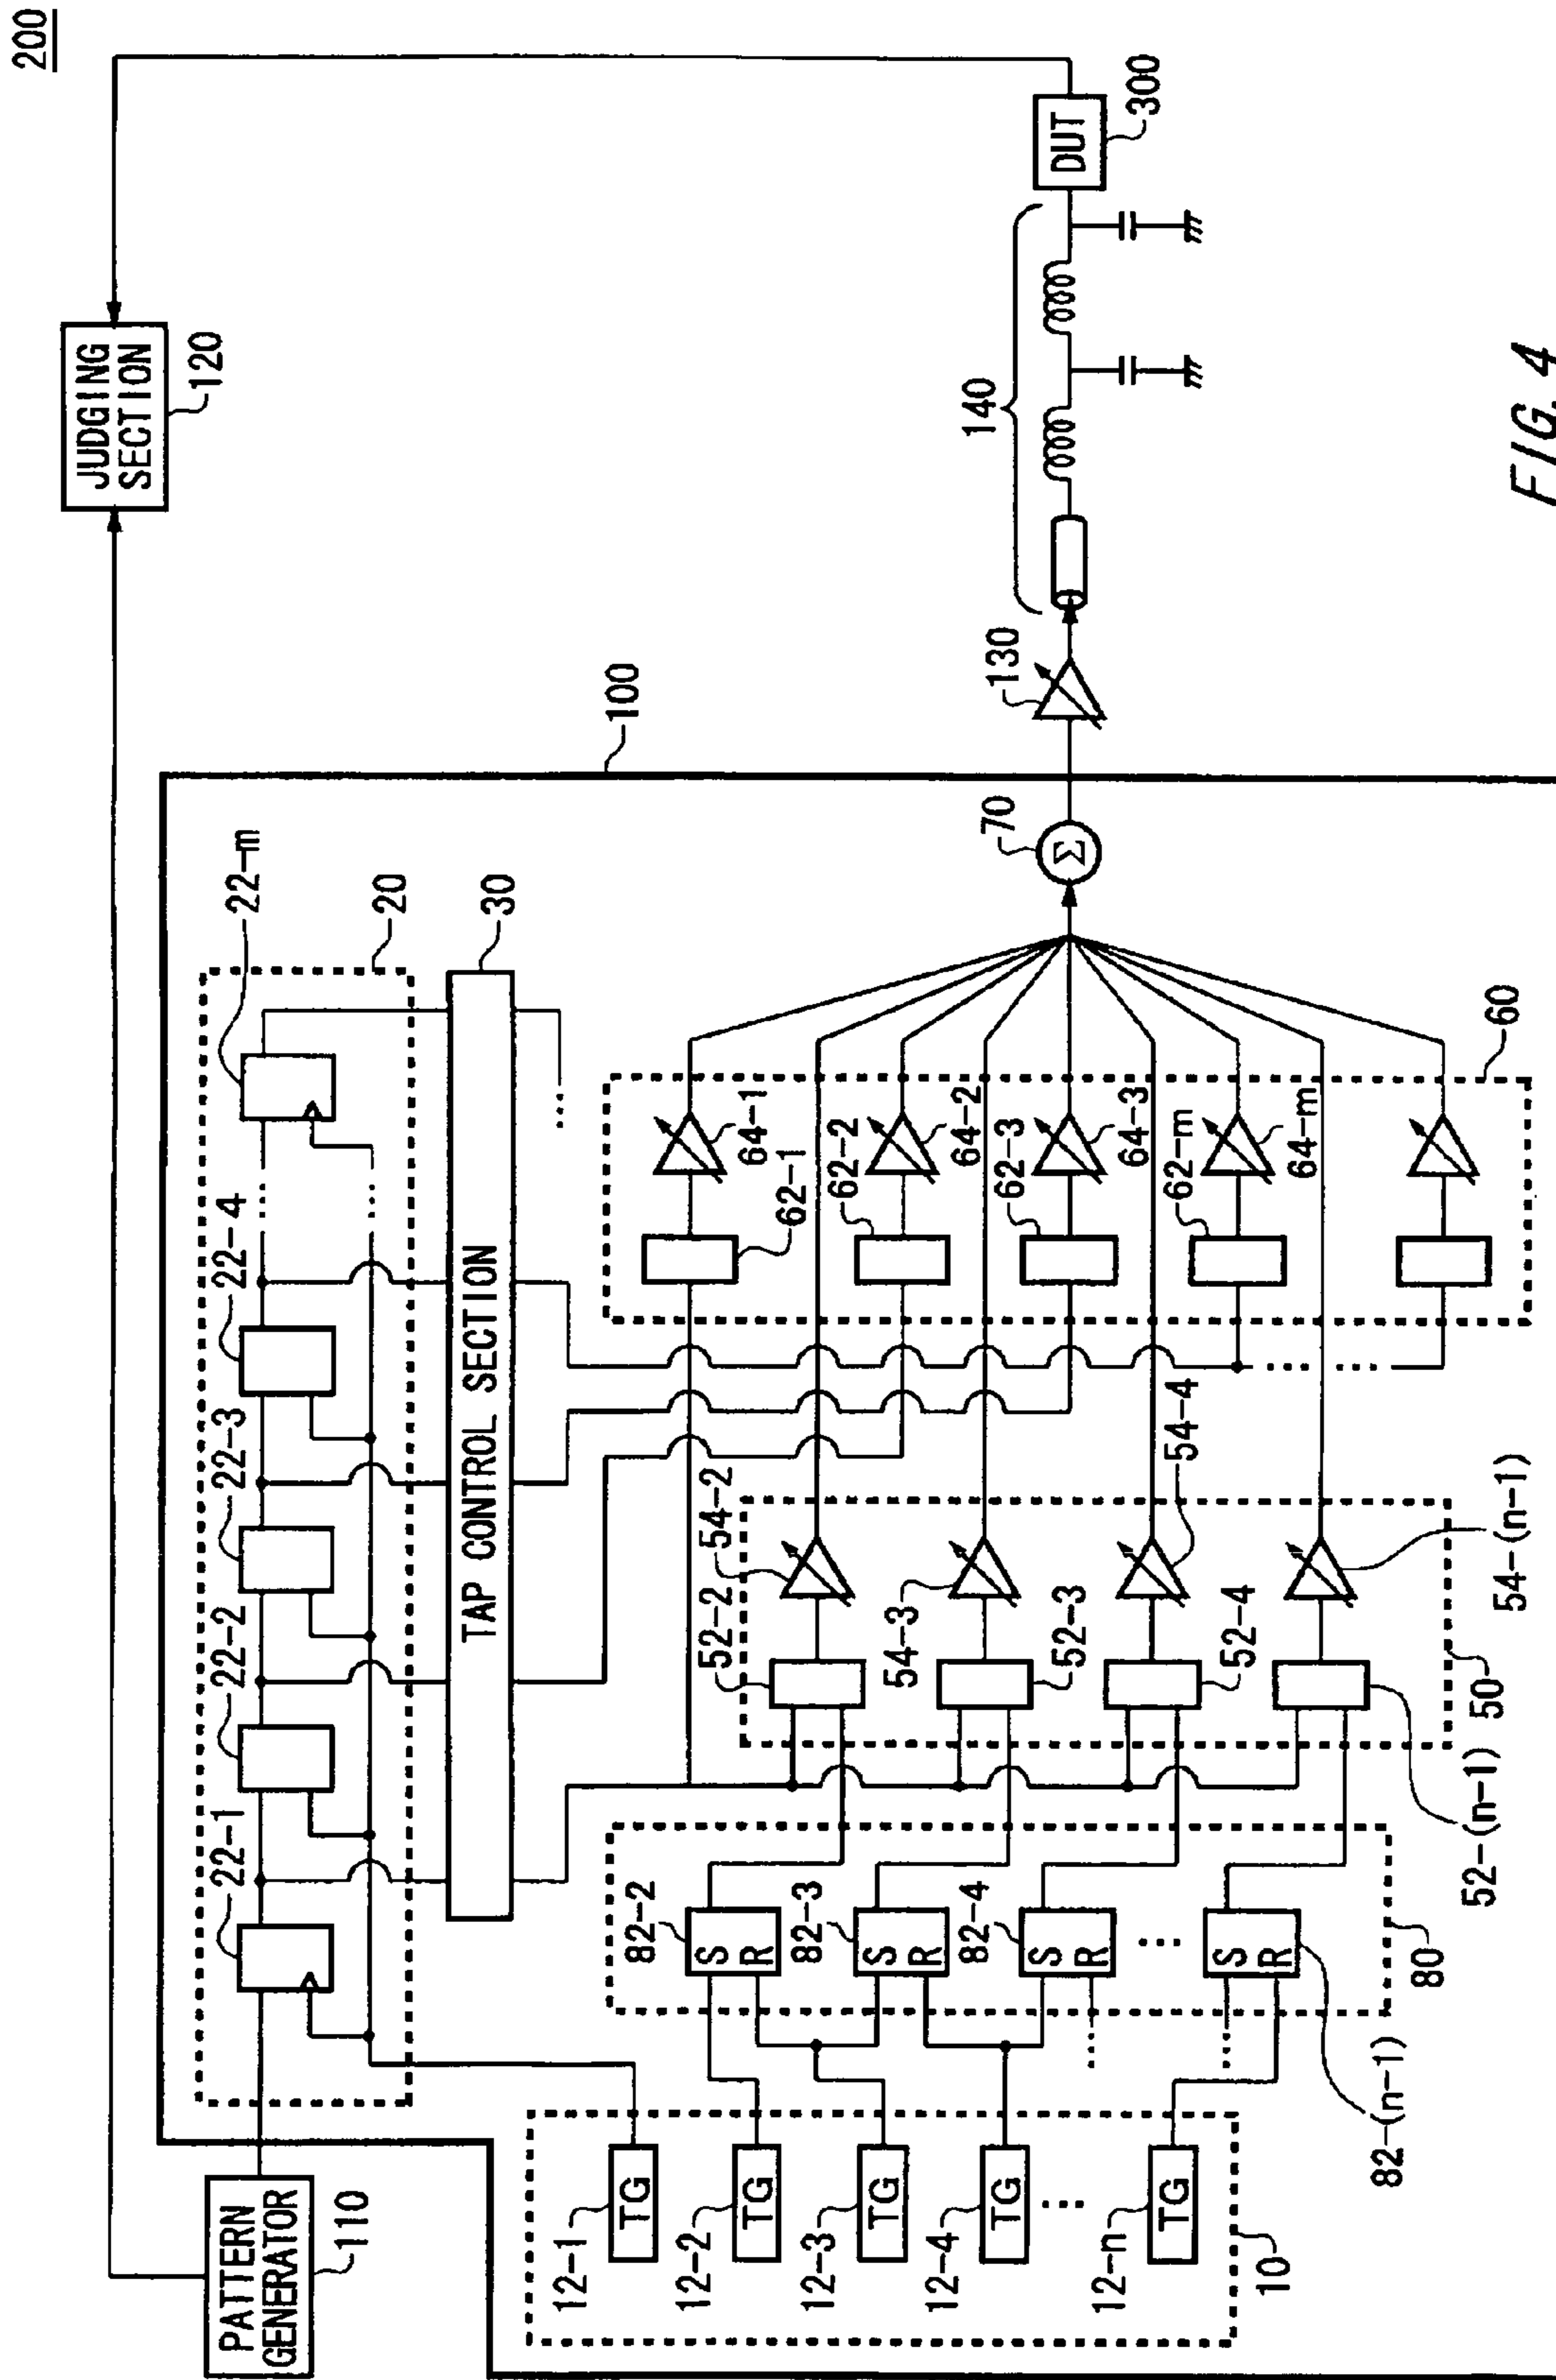 200
JUDGING
SECTION
120
PATTERN
GENERATOR
110
100
22-1
22-2
22-3
22-4
22-m
20
TAP CONTROL SECTION
30
12-1
TG
12-2
TG
12-3
TG
12-4
TG
...
12-n
TG
10
82-2
S
R
82-3
S
R
82-4
S
R
...
S
R
82-(n-1)
80
52-2
54-2
54-3
52-3
54-4
52-4
54-(n-1)
52-(n-1)
50
64-1
62-1
62-2
64-2
62-3
64-3
62-m
64-m
60
70
Σ
130
140
DUT
300
FIG. 4